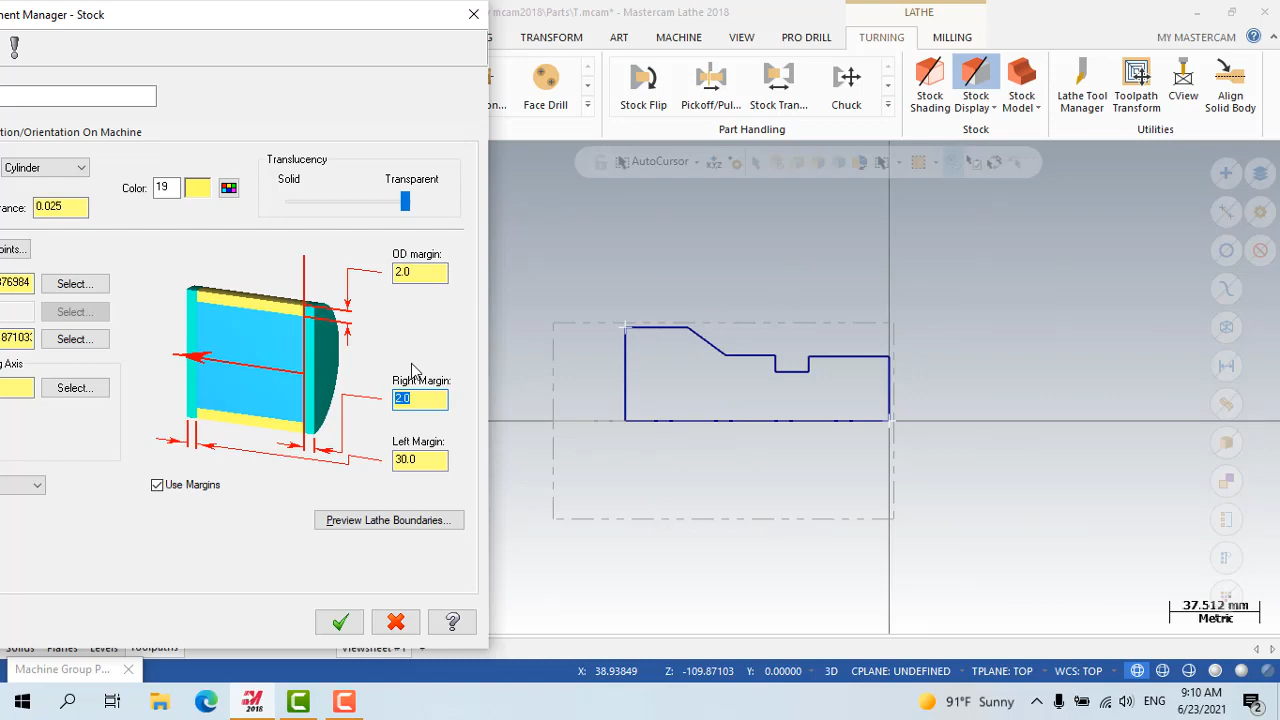 ment Manager - Stock
mcam2018\Parts\T.mcam* - Mastercam Lathe 2018
LATHE
TRANSFORM
ART
MACHINE
VIEW
PRO DRILL
TURNING
MILLING
MY MASTERCAM
on...
Face Drill
Stock Flip
Pickoff/Pul...
Stock Tran...
Chuck
Stock Shading
Stock Display
Stock Model
Lathe Tool Manager
Toolpath Transform
CView
Align Solid Body
Part Handling
Stock
Utilities
tion/Orientation On Machine
AutoCursor
Translucency
Cylinder
Color:
19
Solid
Transparent
rance:
0.025
oints...
OD margin:
2.0
876984
Select...
Select...
871033
Select...
ng Axis
Select...
Right Margin:
2.0
Left Margin:
30.0
Use Margins
Preview Lathe Boundaries...
37.512 mm
Metric
Solids
Planes
Levels
Toolpaths
Viewsheet #1
Machine Group P...
X: 38.93849
Z: -109.87103
Y: 0.00000
3D
CPLANE: UNDEFINED
TPLANE: TOP
WCS: TOP
2018
91°F Sunny
ENG
9:10 AM
6/23/2021
2